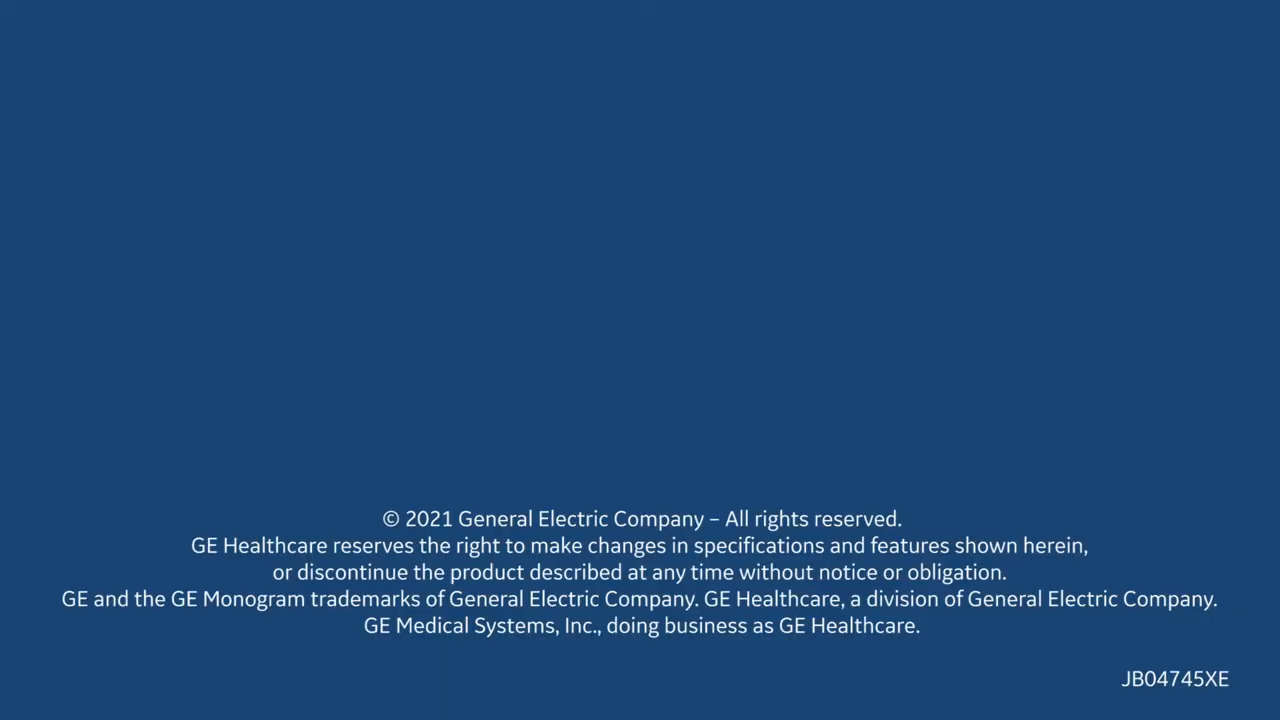 © 2021 General Electric Company – All rights reserved.
GE Healthcare reserves the right to make changes in specifications and features shown herein,
or discontinue the product described at any time without notice or obligation.
GE and the GE Monogram trademarks of General Electric Company. GE Healthcare, a division of General Electric Company.
GE Medical Systems, Inc., doing business as GE Healthcare.
JB04745XE